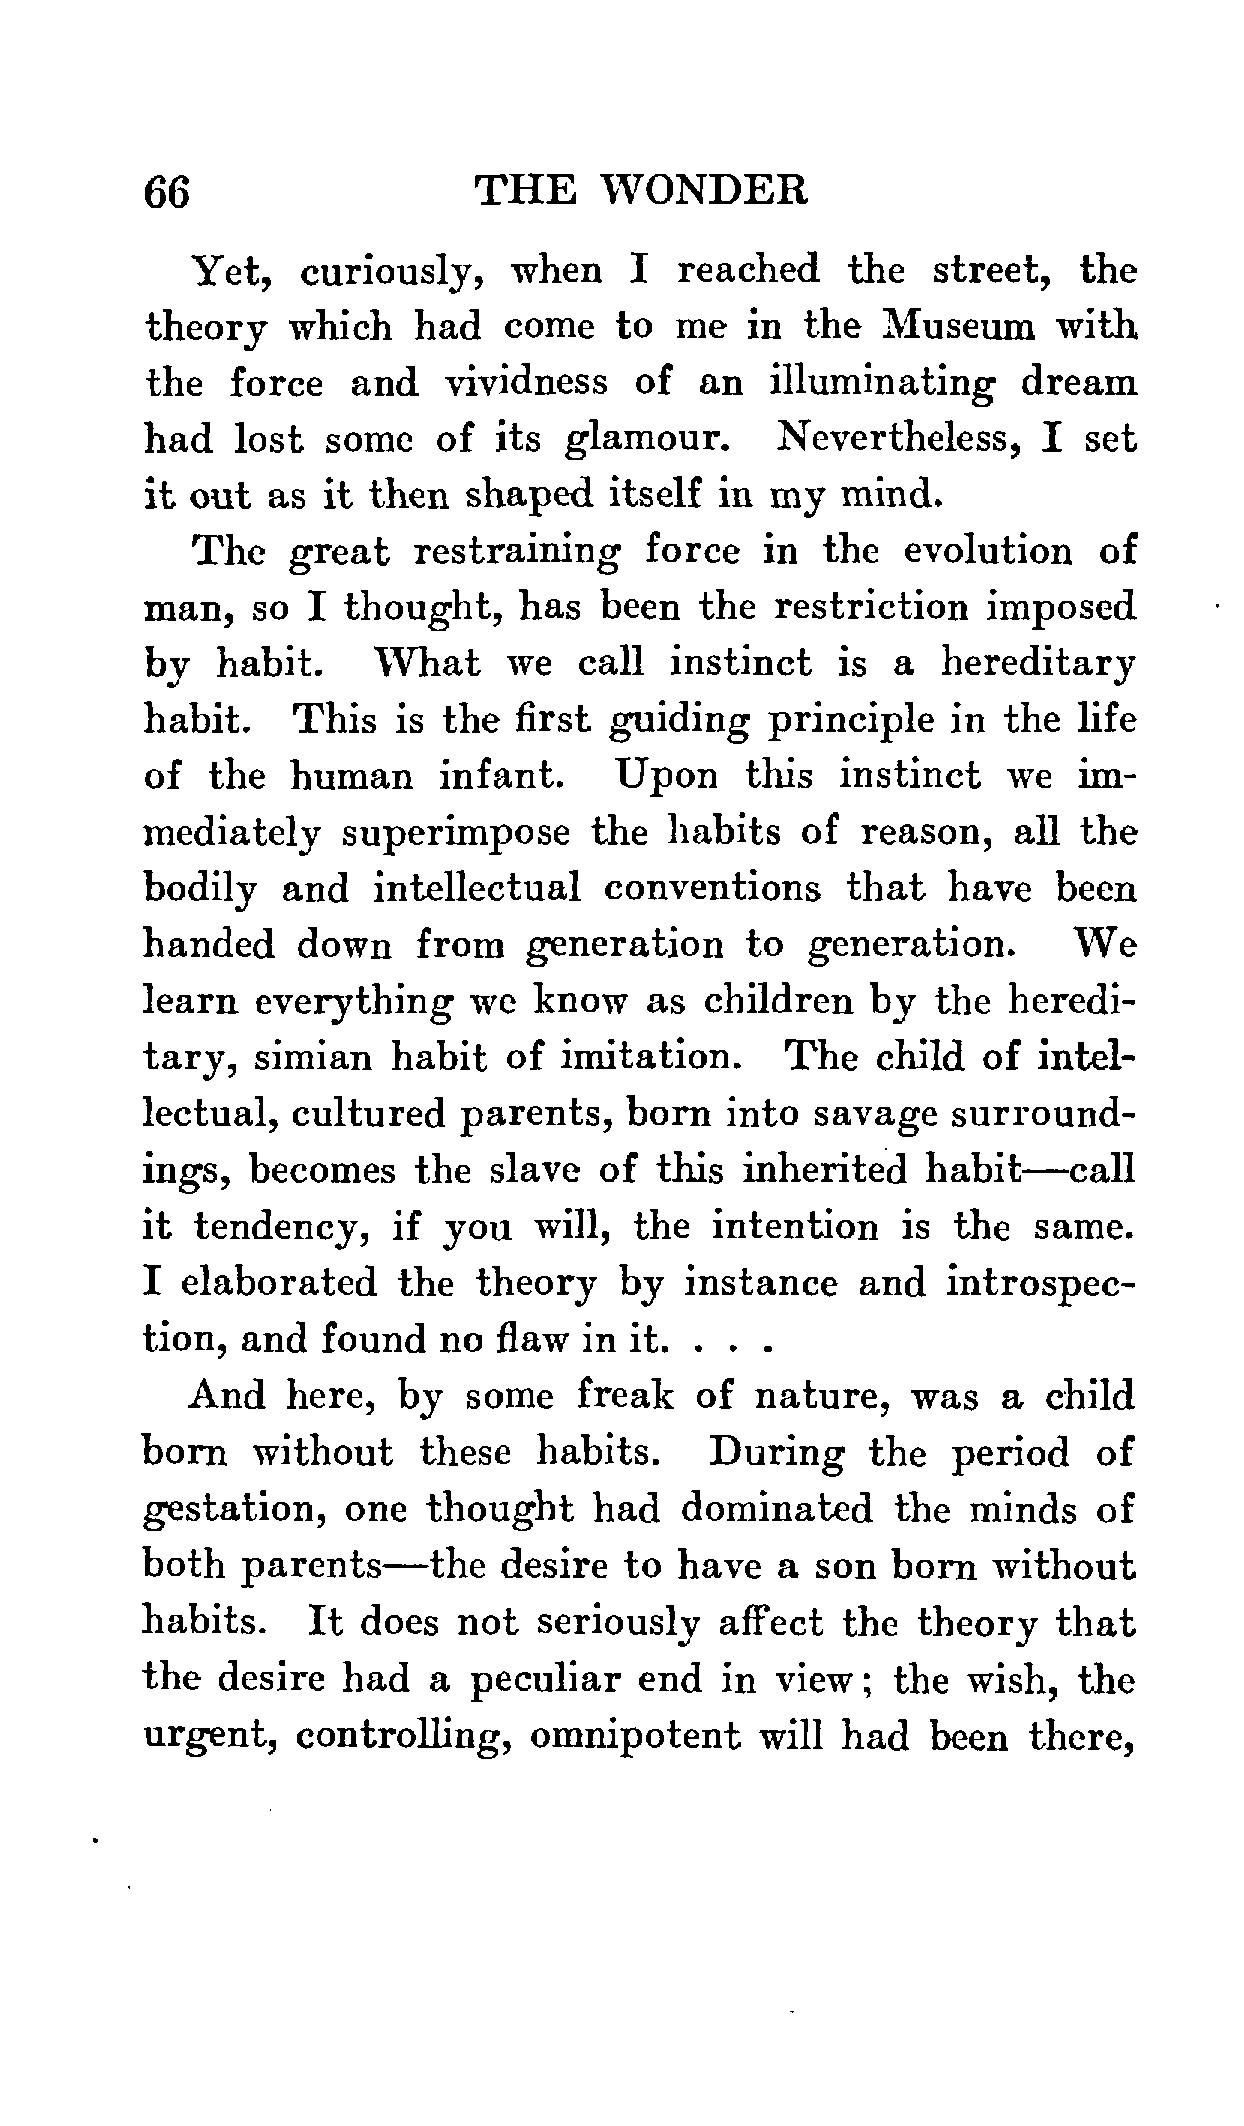 66 THE WONDER
Yet, curiously, when I reached the street, the
theory which had come to me in the Museum with
the force and vividness of an illuminating dream
had lost some of its glamour. Nevertheless, I set
it out as it then shaped itself in my mind.
The great restraining force in the evolution of
man, so I thought, has been the restriction imposed
by habit. What we call instinct is a hereditary
habit. This is the first guiding principle in the life
of the human infant. Upon this instinct we im-
mediately superimpose the habits of reason, all the
bodily and intellectual conventions that have been
handed down from generation to generation. We
learn everything we know as children by the heredi-
tary, simian habit of imitation. The child of intel-
lectual, cultured parents, born into savage surround-
ings, becomes the slave of this inherited habit—call
it tendency, if you will, the intention is the same.
I elaborated the theory by instance and introspec-
tion, and found no flaw in it. . . .
And here, by some freak of nature, was a child
born without these habits. During the period of
gestation, one thought had dominated the minds of
both parents—the desire to have a son born without
habits. It does not seriously affect the theory that
the desire had a peculiar end in view; the wish, the
urgent, controlling, omnipotent will had been there,